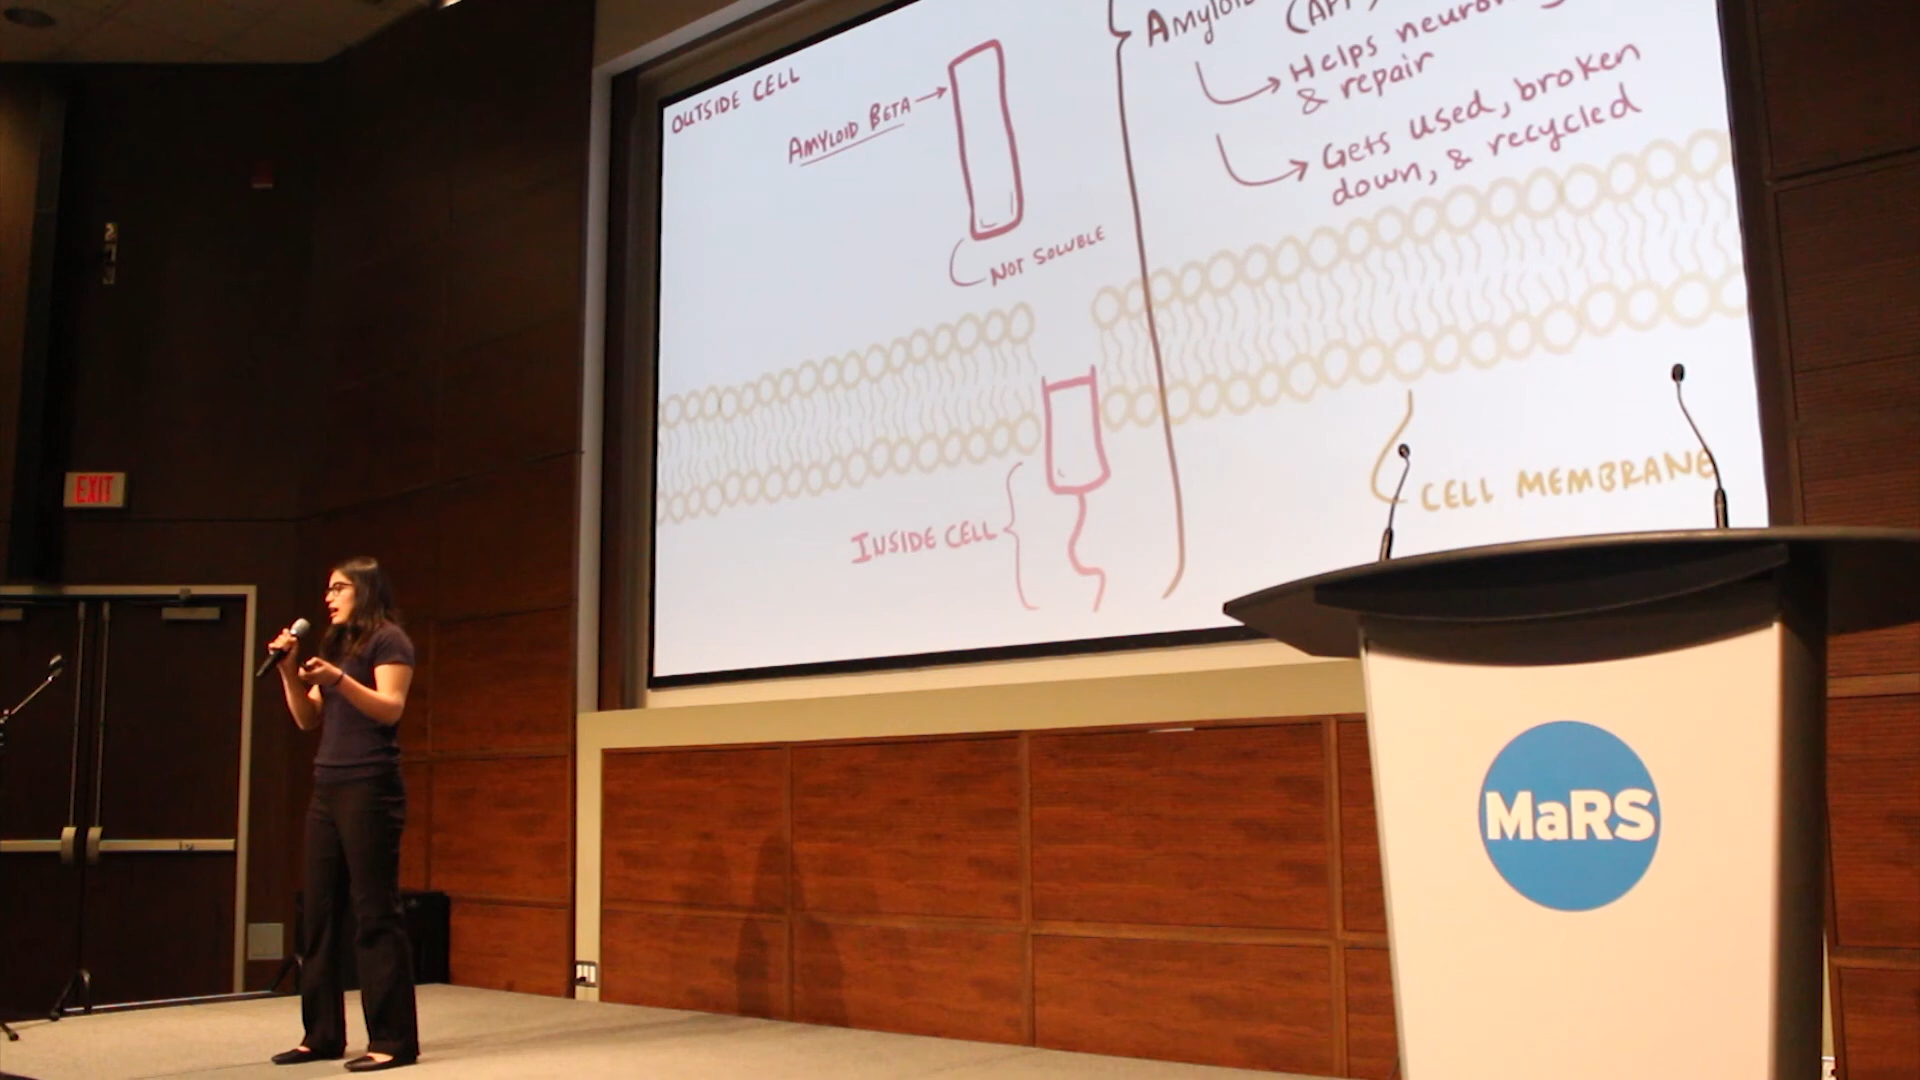 OUTSIDE CELL
AMYLOID BETA
NOT SOLUBLE
INSIDE CELL
Helps
& repair
Gets used, broken
down, & recycled
CELL MEMBRANE
EXIT
MaRS